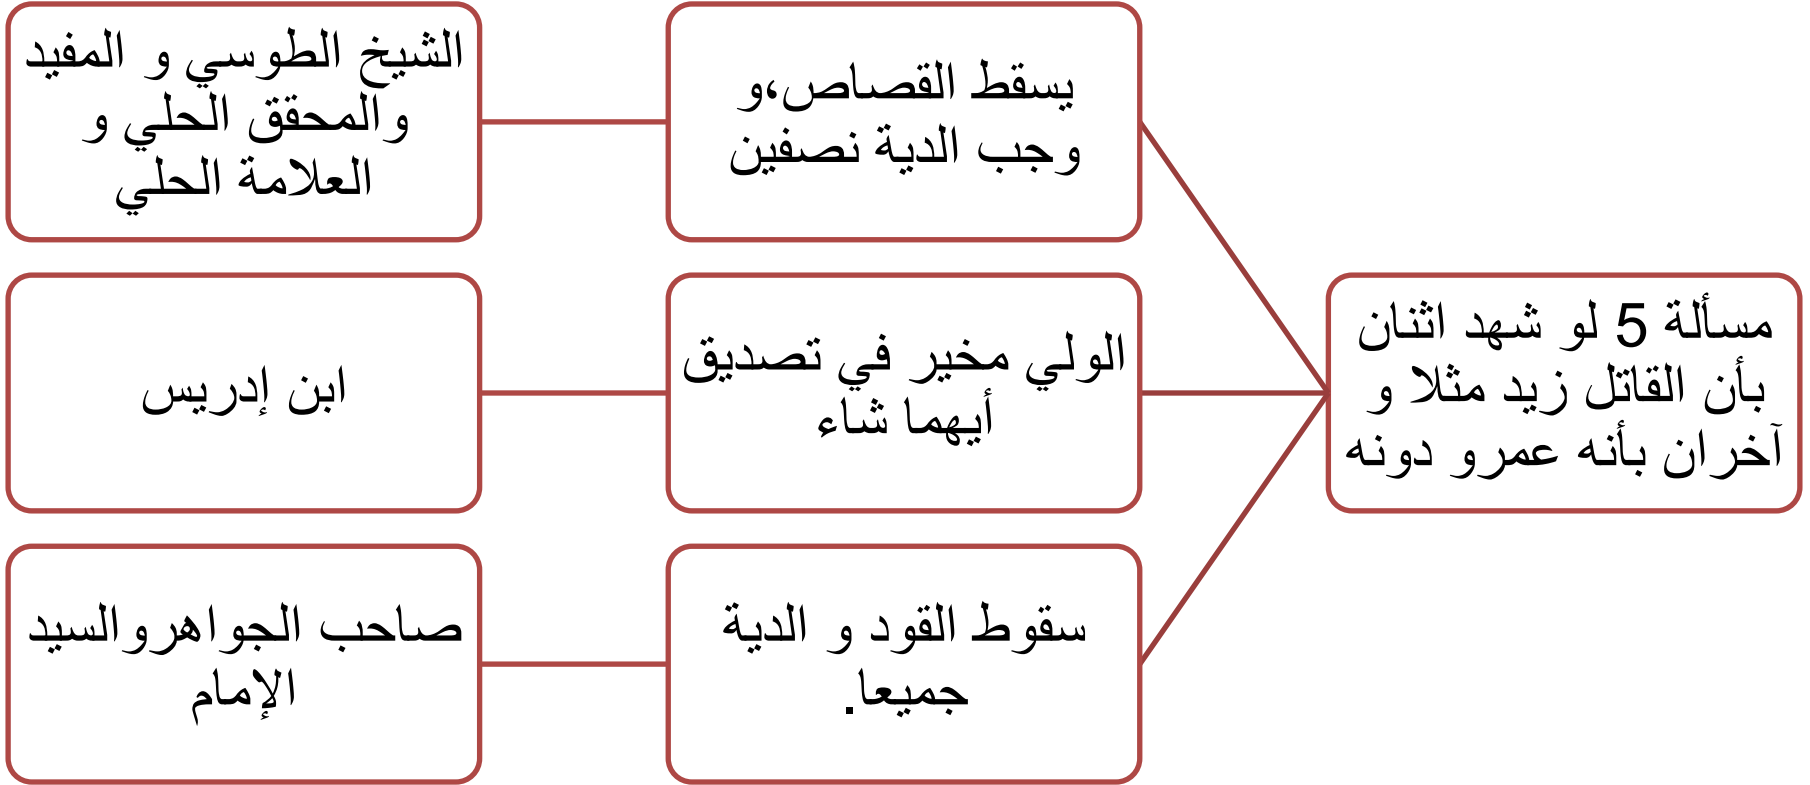 مسألة 5 لو شهد اثنان
بأن القاتل زيد مثلا و
آخران بأنه عمرو دونه
يسقط القصاص،و
وجب الدية نصفين
الشيخ الطوسي و المفيد
والمحقق الحلي و
العلامة الحلي
الولي مخير في تصديق
أيهما شاء
ابن إدريس
سقوط القود و الدية
جميعا.
صاحب الجواهروالسيد
الإمام